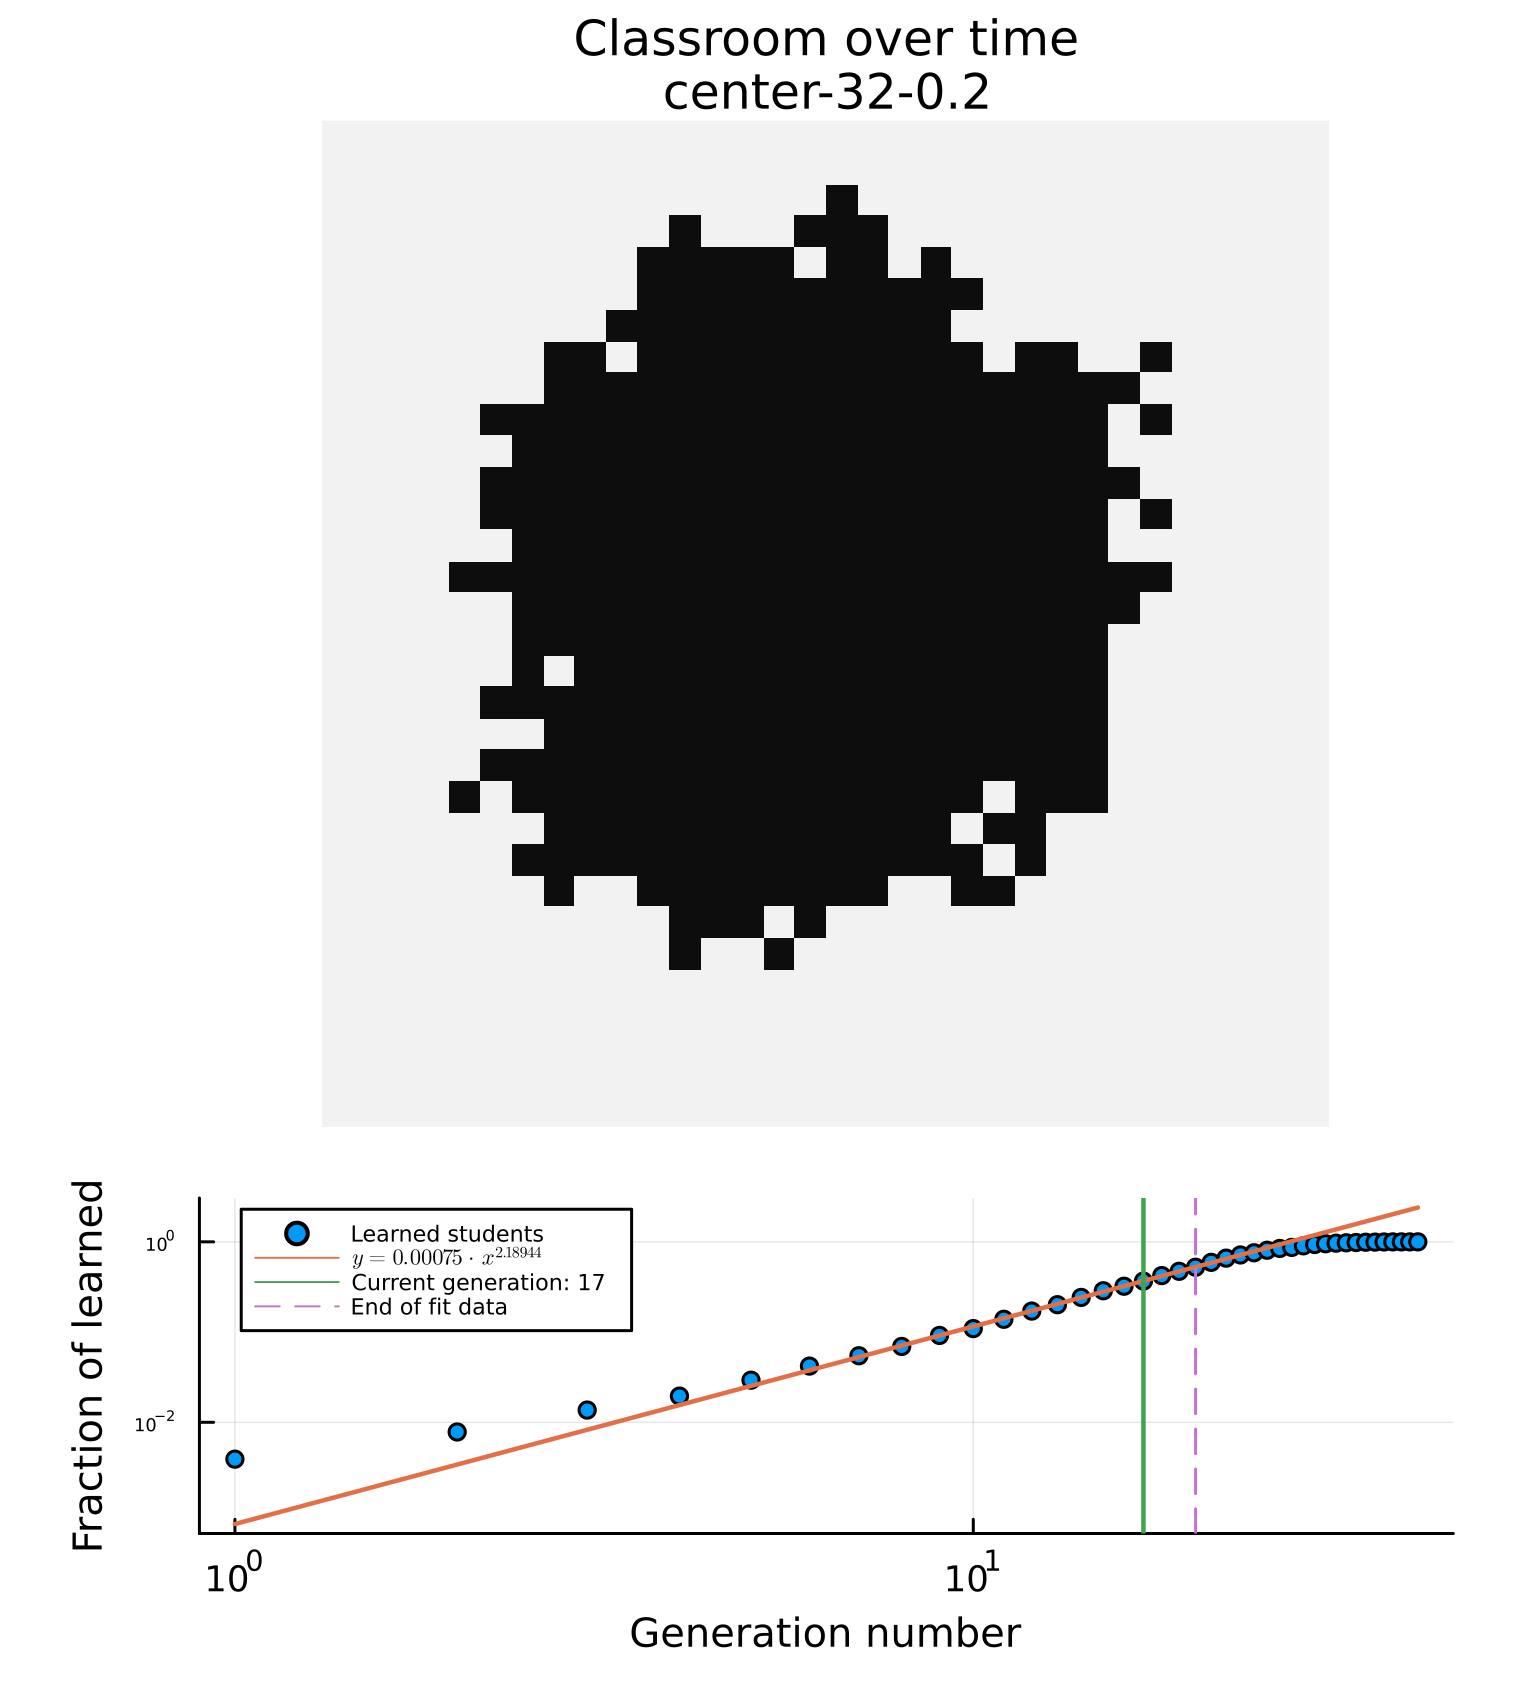 Classroom over time
center-32-0.2
Fraction of learned
10^0
10^−2
Learned students
y = 0.00075 · x^2.18944
Current generation: 17
End of fit data
10^0
10^1
Generation number